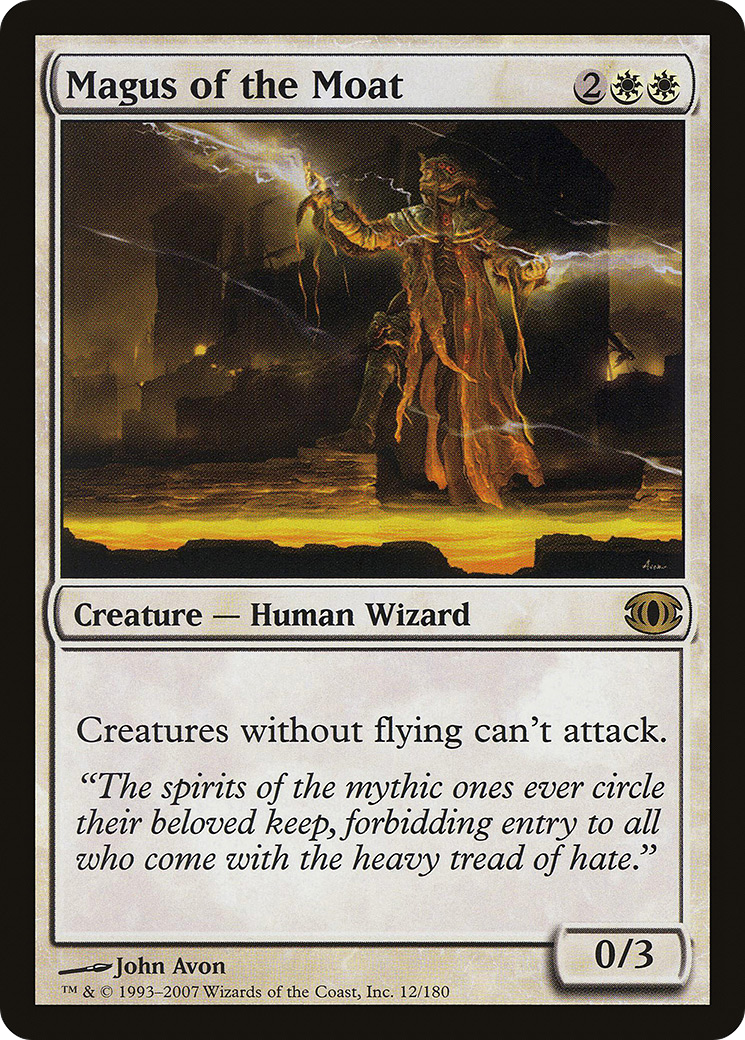 Magus of the Moat 2
Avon
Creature — Human Wizard
Creatures without flying can't attack.
“The spirits of the mythic ones ever circle
their beloved keep, forbidding entry to all
who come with the heavy tread of hate.”
0/3
John Avon
™ & © 1993–2007 Wizards of the Coast, Inc. 12/180